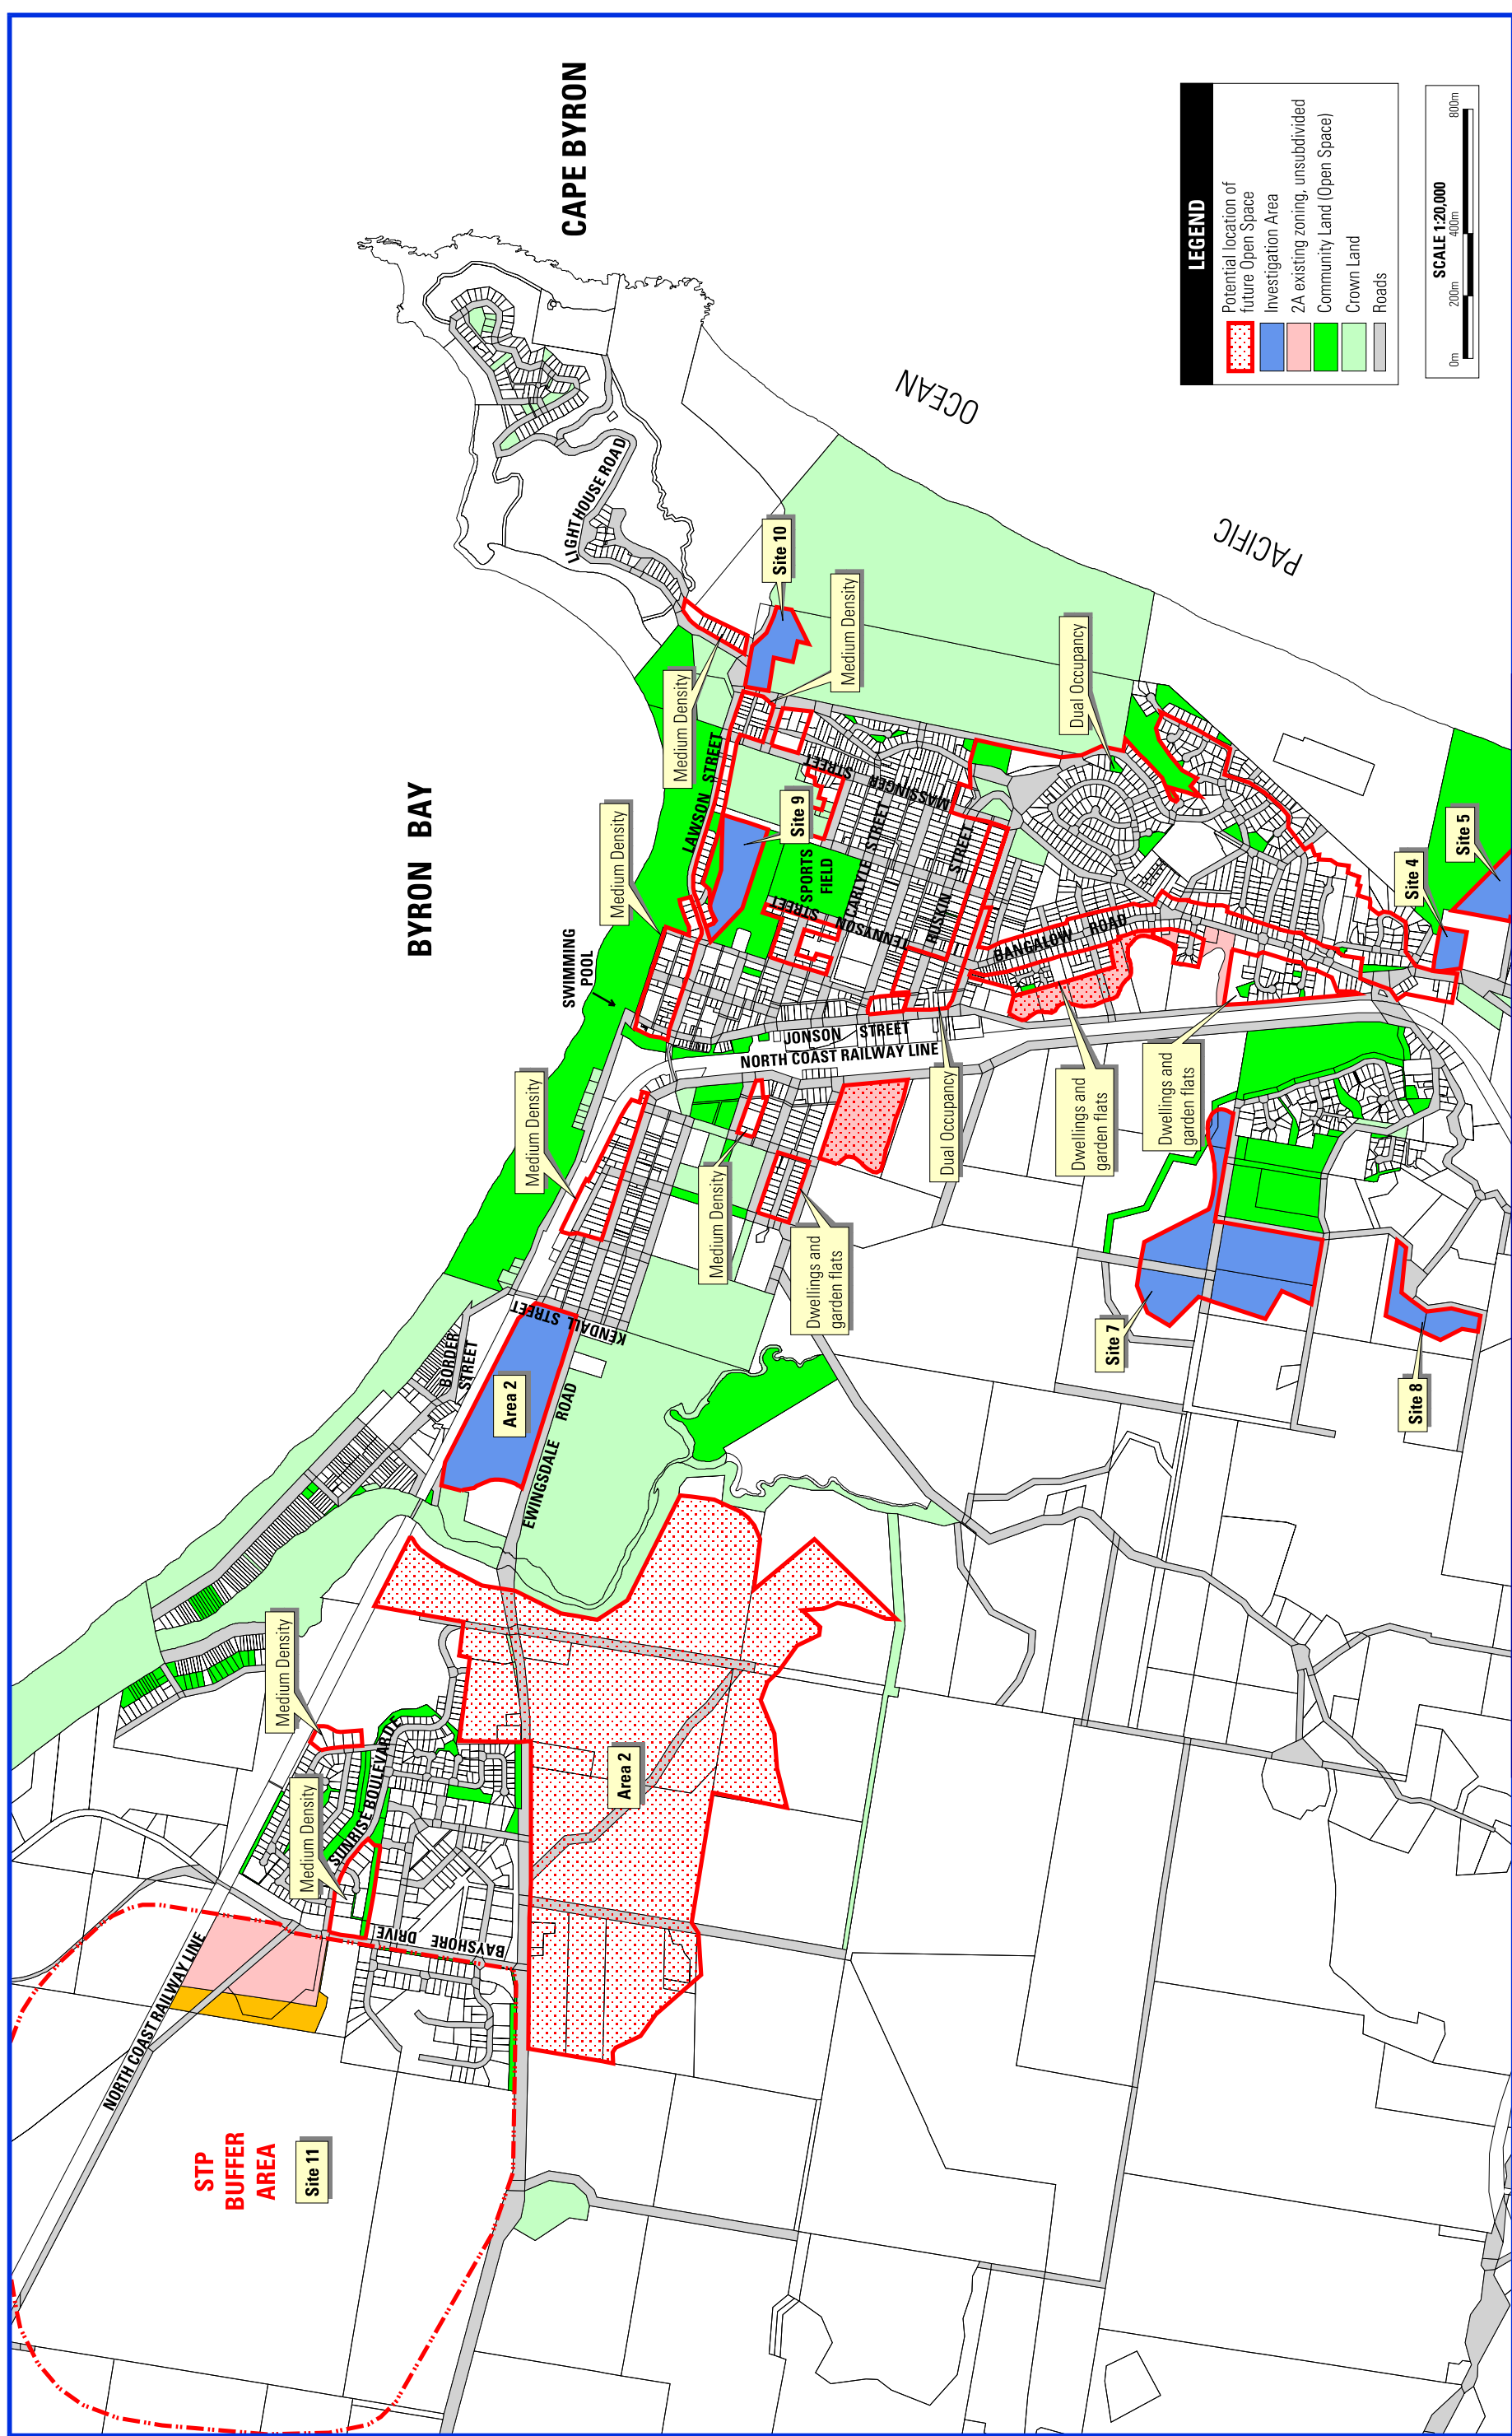 CAPE BYRON
BYRON BAY
OCEAN
PACIFIC
LEGEND
Potential location of
future Open Space
Investigation Area
2A existing zoning, unsubdivided
Community Land (Open Space)
Crown Land
Roads
SCALE 1:20,000
0m
200m
400m
800m
LIGHTHOUSE ROAD
Site 10
Medium Density
Medium Density
Dual Occupancy
LAWSON STREET
MASSINGER STREET
Site 9
Medium Density
SPORTS
FIELD
CARLYLE STREET
TENNYSON STREET
RUSKIN STREET
BANGALOW ROAD
Site 5
Site 4
SWIMMING
POOL
JONSON STREET
NORTH COAST RAILWAY LINE
Medium Density
Medium Density
Dual Occupancy
Dwellings and
garden flats
Dwellings and
garden flats
Dwellings and
garden flats
Site 7
Site 8
KENDALL STREET
BORDER
STREET
Area 2
EWINGSDALE ROAD
Medium Density
SUNRISE BOULEVARDE
Medium Density
Area 2
BAYSHORE DRIVE
NORTH COAST RAILWAY LINE
STP
BUFFER
AREA
Site 11